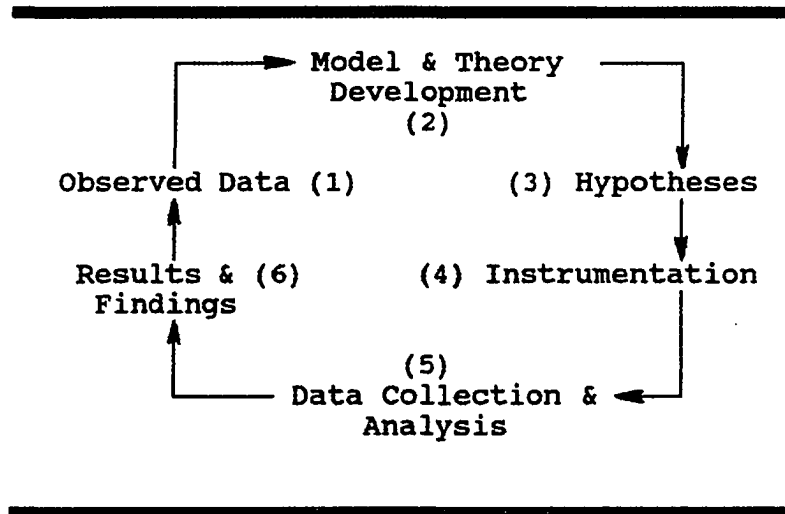 Model & Theory
Development
(2)
Observed Data (1)
(3) Hypotheses
Results & (6)
Findings
(4) Instrumentation
(5)
Data Collection &
Analysis